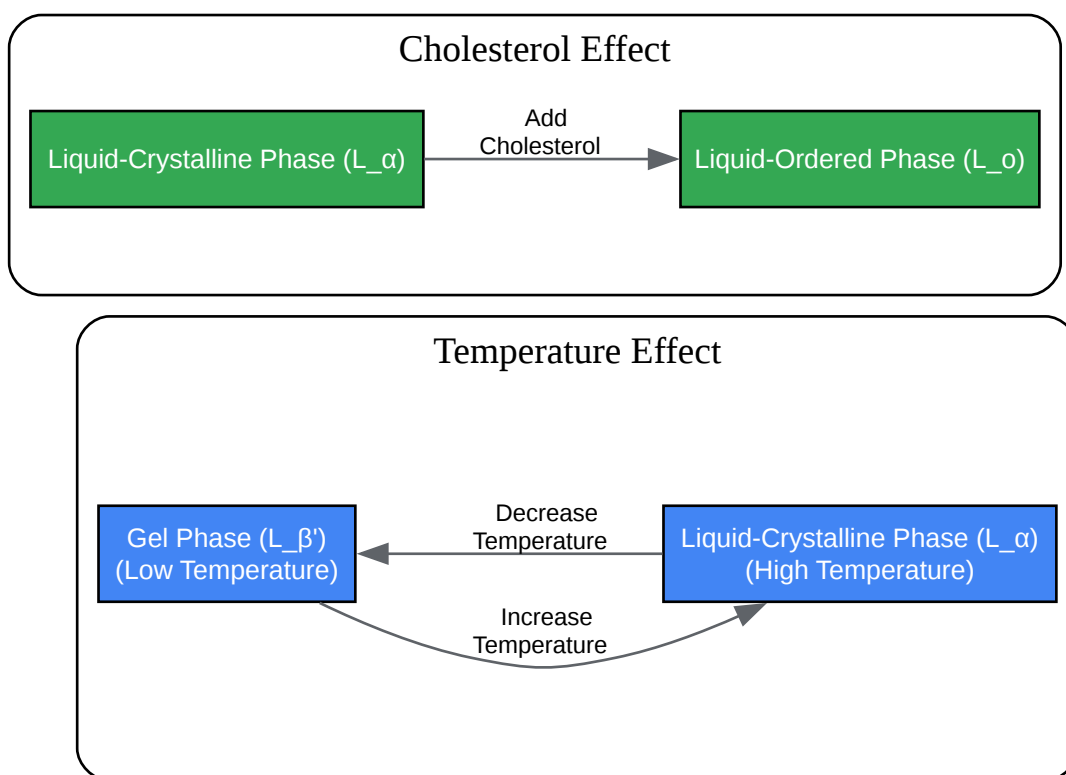 Cholesterol Effect
Liquid-Crystalline Phase (L_α)
Add
Cholesterol
Liquid-Ordered Phase (L_o)
Temperature Effect
Gel Phase (L_β')
(Low Temperature)
Decrease
Temperature
Liquid-Crystalline Phase (L_α)
(High Temperature)
Increase
Temperature